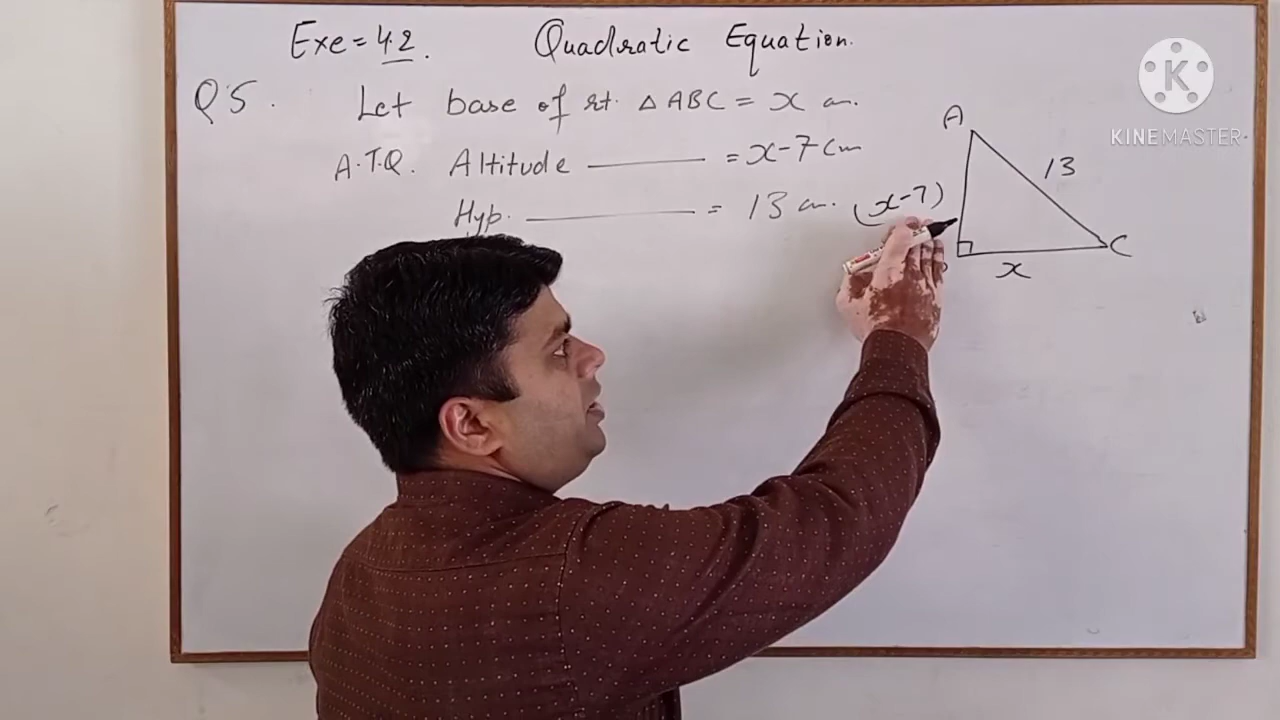 Exe = 4.2. Quadratic Equation.
Q5. Let base of rt. △ABC = x cm.
A.T.Q. Altitude ——— = x-7 cm
Hyp. ——— = 13 cm.
A
13
(x-7)
C
x
K
KINEMASTER